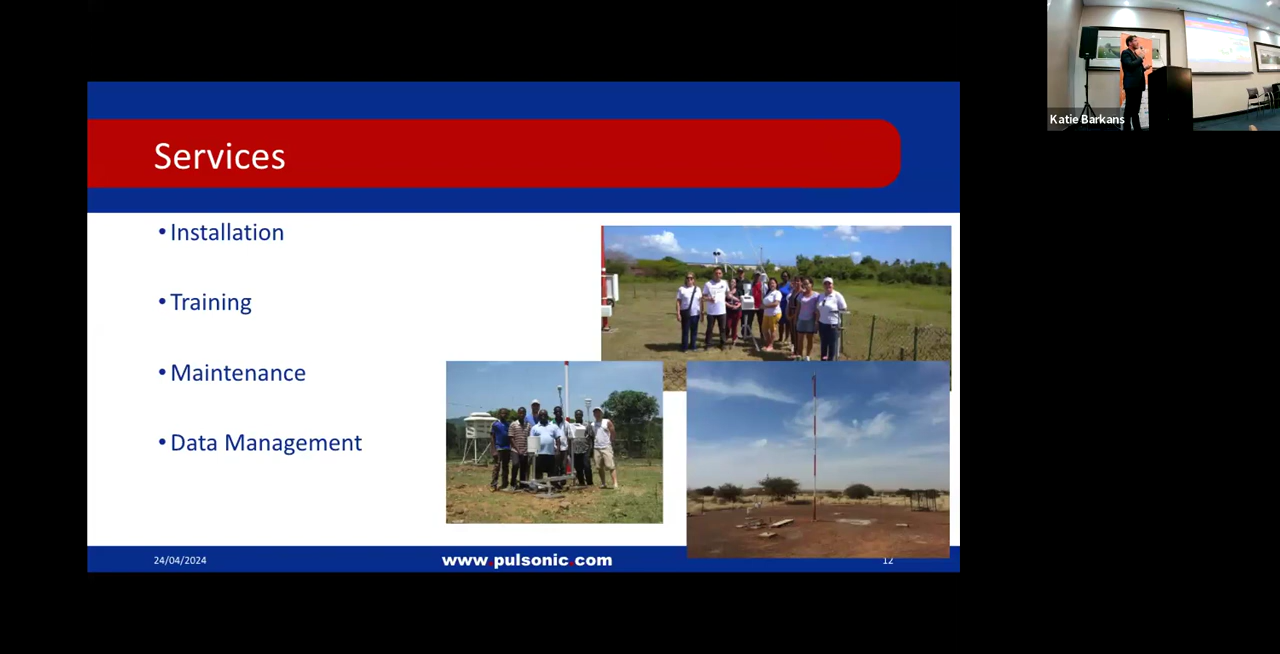 Services
• Installation
• Training
• Maintenance
• Data Management
24/04/2024
www.pulsonic.com
12
Katie Barkans